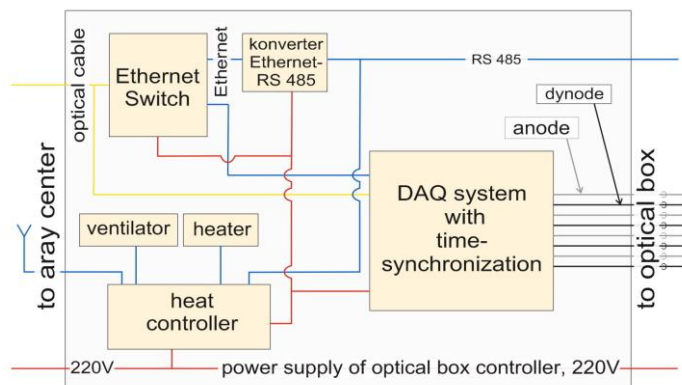 optical cable
Ethernet
Switch
Ethernet
konverter
Ethernet-
RS 485
RS 485
dynode
anode
to aray center
ventilator
heater
DAQ system
with
time-
synchronization
to optical box
heat
controller
220V
power supply of optical box controller, 220V